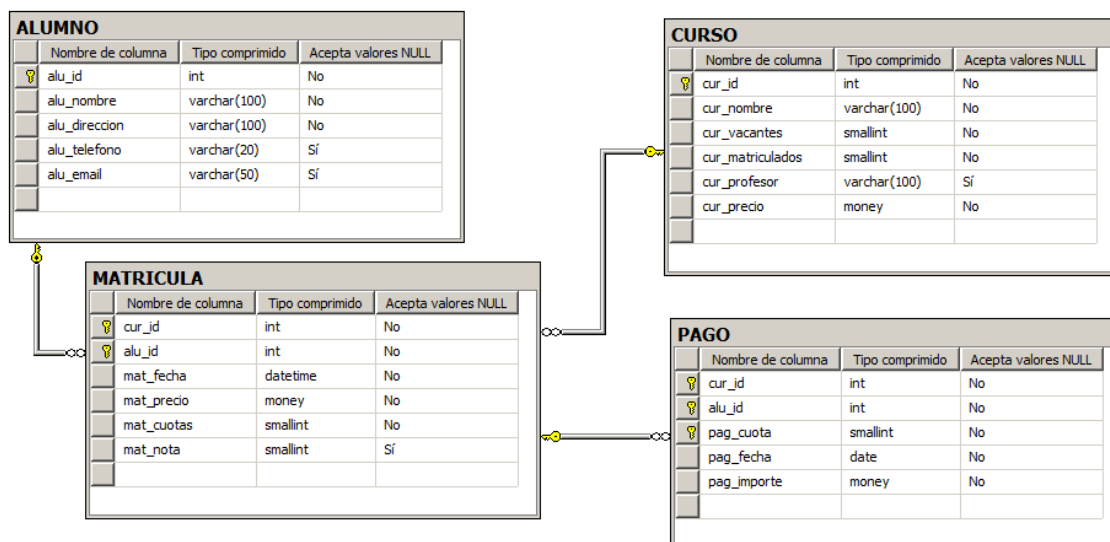 ALUMNO
Nombre de columna Tipo comprimido Acepta valores NULL
alu_id int No
alu_nombre varchar(100) No
alu_direccion varchar(100) No
alu_telefono varchar(20) Sí
alu_email varchar(50) Sí
CURSO
Nombre de columna Tipo comprimido Acepta valores NULL
cur_id int No
cur_nombre varchar(100) No
cur_vacantes smallint No
cur_matriculados smallint No
cur_profesor varchar(100) Sí
cur_precio money No
MATRICULA
Nombre de columna Tipo comprimido Acepta valores NULL
cur_id int No
alu_id int No
mat_fecha datetime No
mat_precio money No
mat_cuotas smallint No
mat_nota smallint Sí
PAGO
Nombre de columna Tipo comprimido Acepta valores NULL
cur_id int No
alu_id int No
pag_cuota smallint No
pag_fecha date No
pag_importe money No